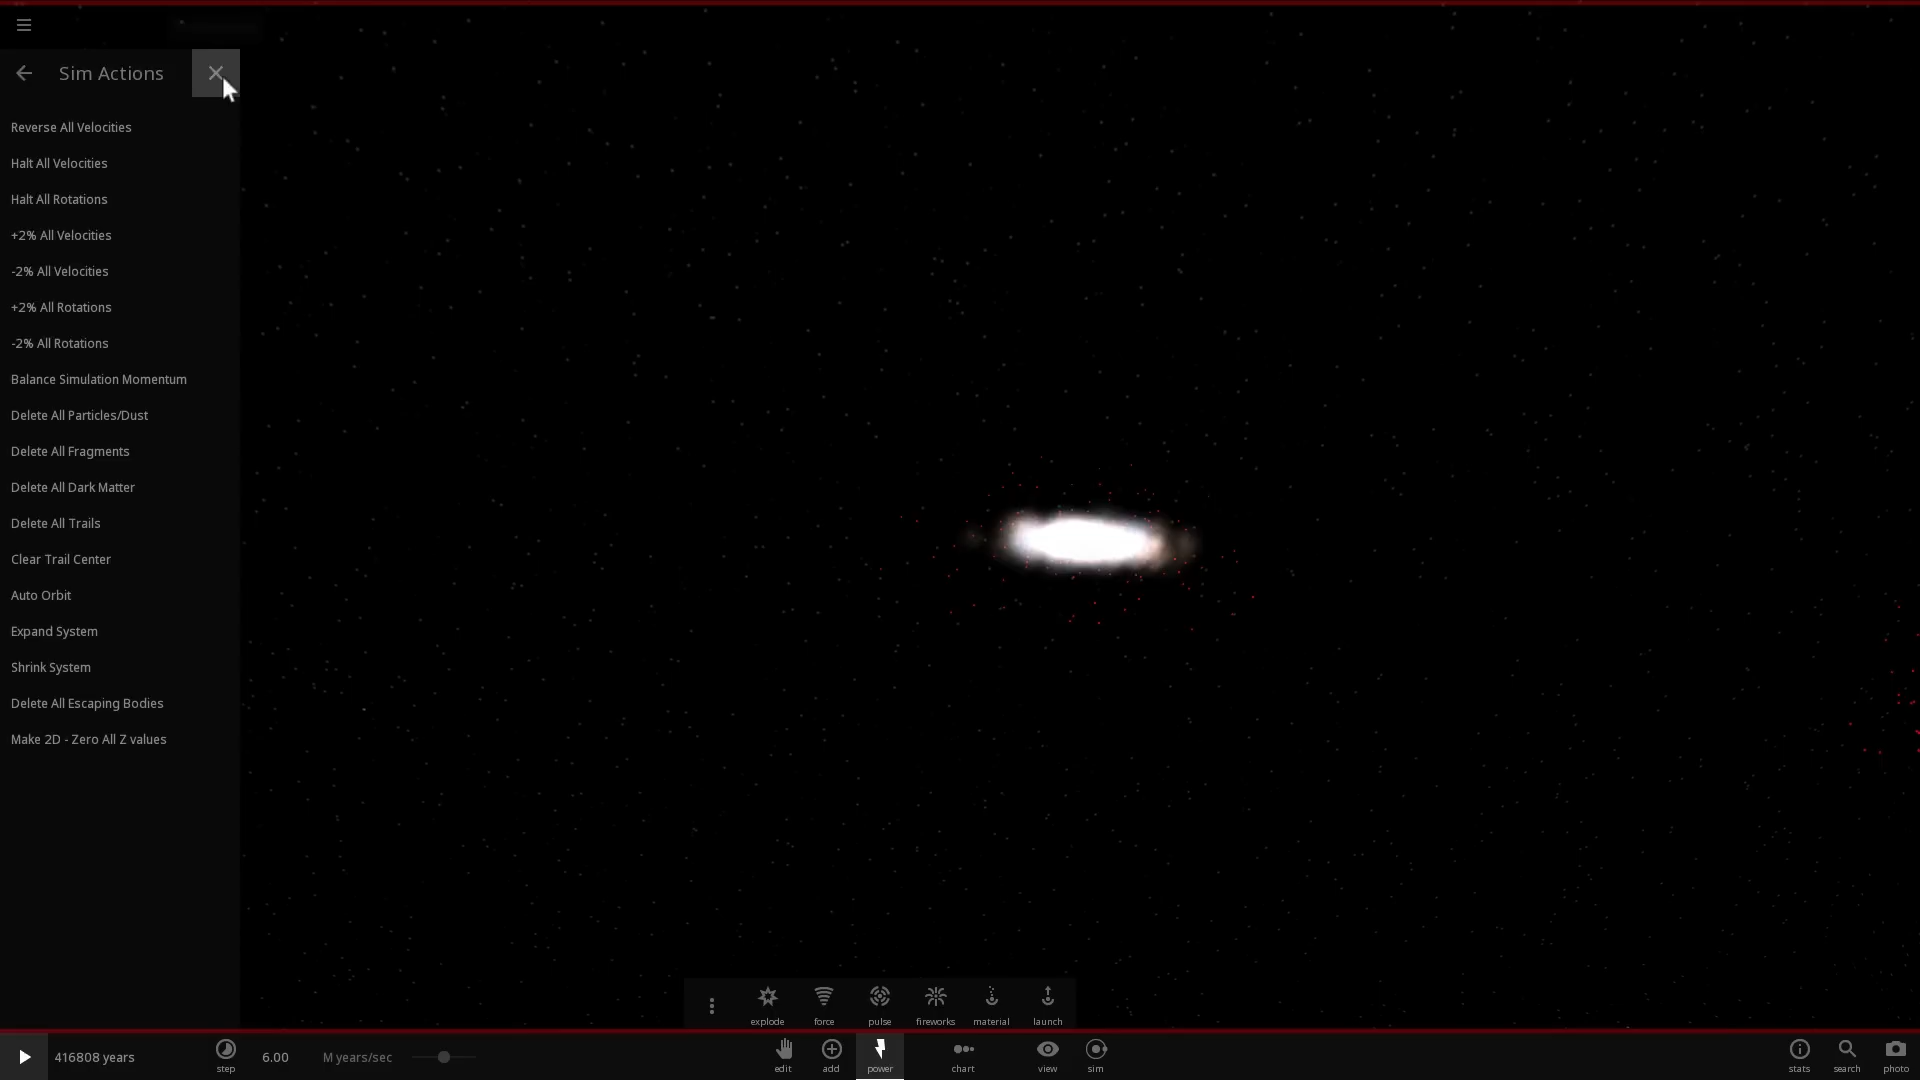 Sim Actions
Reverse All Velocities
Halt All Velocities
Halt All Rotations
+2% All Velocities
-2% All Velocities
+2% All Rotations
-2% All Rotations
Balance Simulation Momentum
Delete All Particles/Dust
Delete All Fragments
Delete All Dark Matter
Delete All Trails
Clear Trail Center
Auto Orbit
Expand System
Shrink System
Delete All Escaping Bodies
Make 2D - Zero All Z values
explode force pulse fireworks material launch
416808 years step 6.00 M years/sec edit add power chart view sim stats search photo